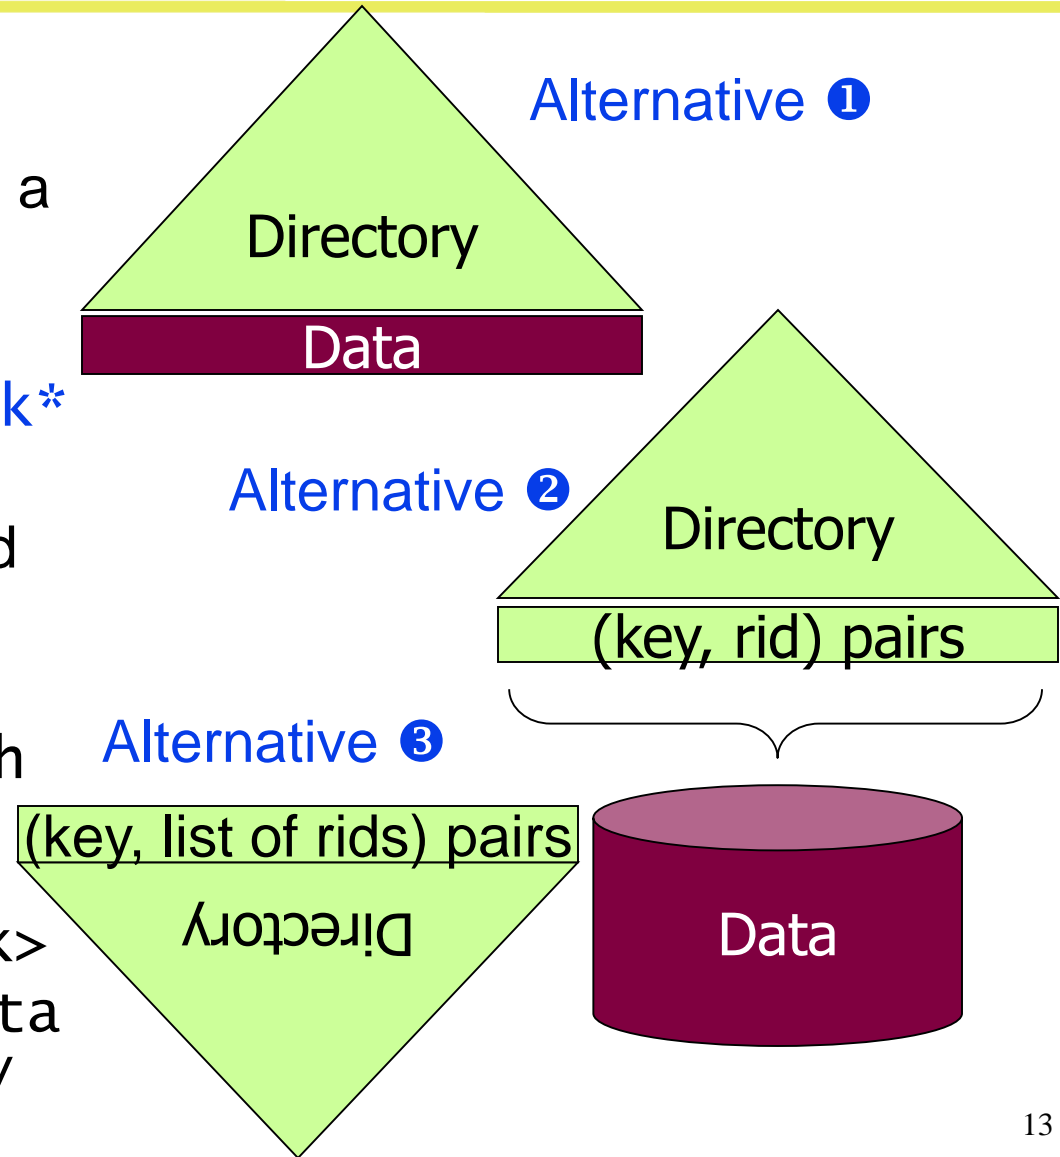 Alternative ❶
a
Directory
Data
k*
Alternative ❷
Directory
d
(key, rid) pairs
Alternative ❸
h
(key, list of rids) pairs
Directory
Data
k>
ta
y
13